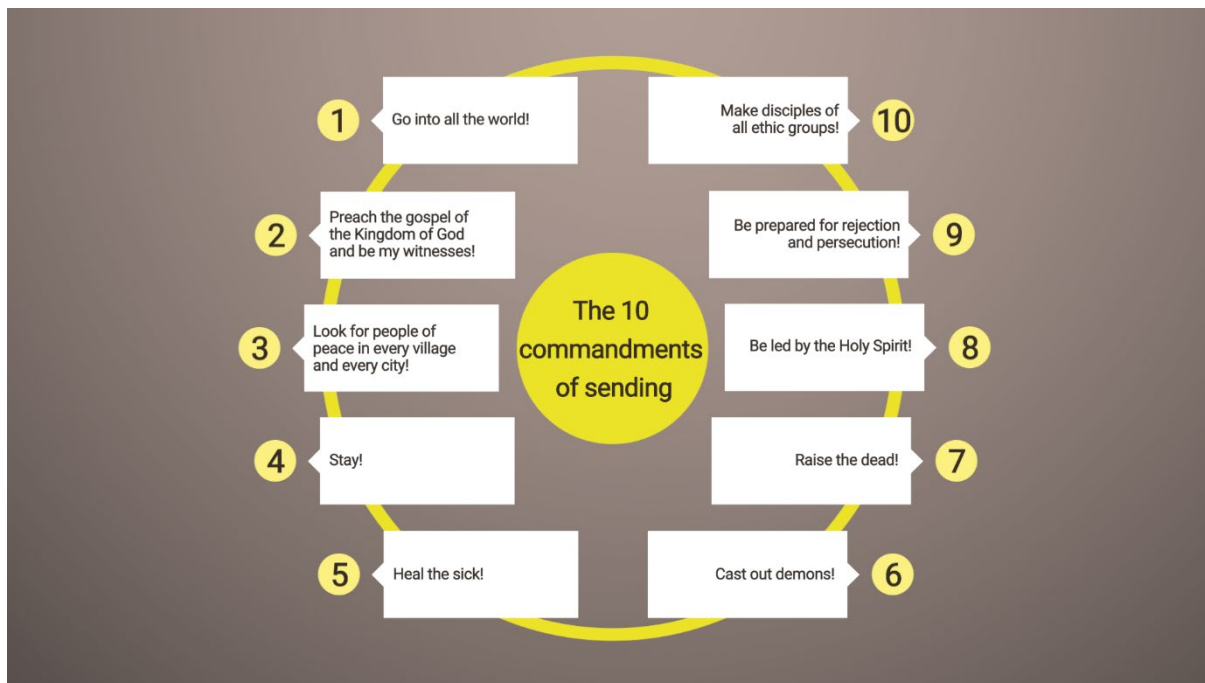 1
Go into all the world!
2
Preach the gospel of
the Kingdom of God
and be my witnesses!
3
Look for people of
peace in every village
and every city!
4
Stay!
5
Heal the sick!
The 10
commandments
of sending
6
Cast out demons!
7
Raise the dead!
8
Be led by the Holy Spirit!
9
Be prepared for rejection
and persecution!
10
Make disciples of
all ethic groups!